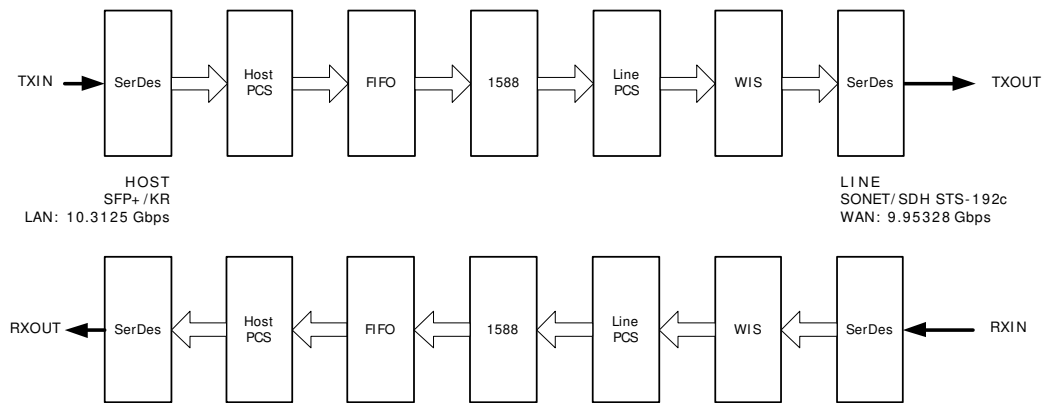 TXIN
SerDes
Host
PCS
FIFO
1588
Line
PCS
WIS
SerDes
TXOUT
HOST
SFP+/KR
LAN: 10.3125 Gbps
LINE
SONET/SDH STS-192c
WAN: 9.95328 Gbps
RXOUT
SerDes
Host
PCS
FIFO
1588
Line
PCS
WIS
SerDes
RXIN